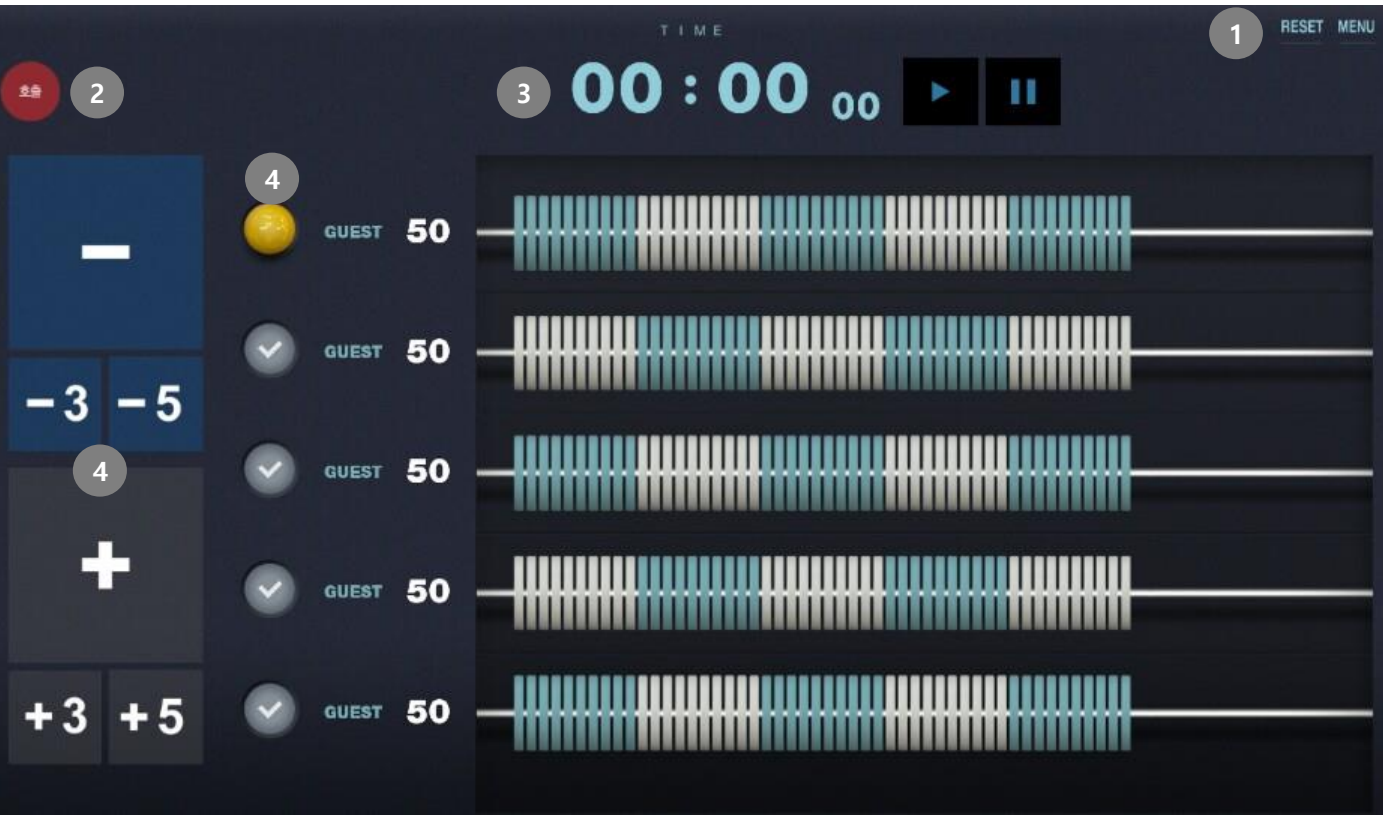 TIME
1
RESET MENU
호출
2
3
00 : 00 00
4
GUEST 50
−
GUEST 50
−3 −5
4
GUEST 50
+
GUEST 50
+3 +5
GUEST 50